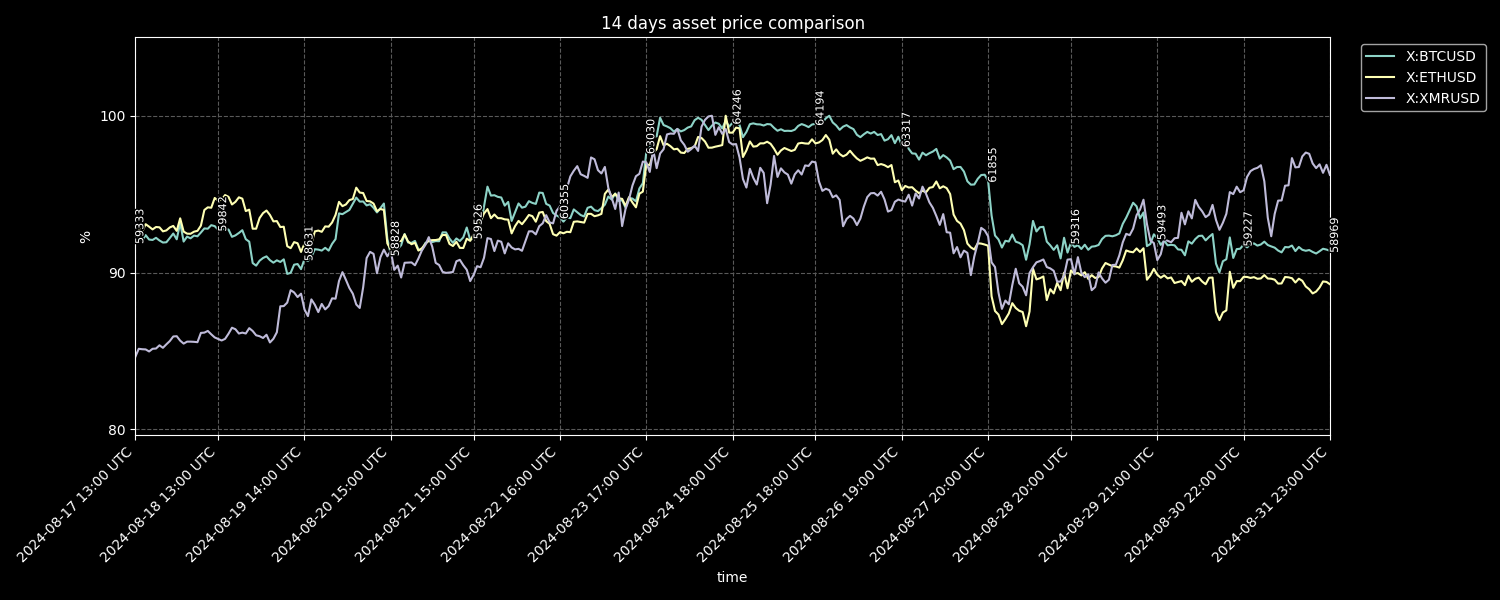 14 days asset price comparison
X:BTCUSD
X:ETHUSD
X:XMRUSD
100
90
80
%
59333
59842
58631
58828
59526
60355
63030
64246
64194
63317
61855
59316
59493
59227
58969
2024-08-17 13:00 UTC
2024-08-18 13:00 UTC
2024-08-19 14:00 UTC
2024-08-20 15:00 UTC
2024-08-21 15:00 UTC
2024-08-22 16:00 UTC
2024-08-23 17:00 UTC
2024-08-24 18:00 UTC
2024-08-25 18:00 UTC
2024-08-26 19:00 UTC
2024-08-27 20:00 UTC
2024-08-28 20:00 UTC
2024-08-29 21:00 UTC
2024-08-30 22:00 UTC
2024-08-31 23:00 UTC
time